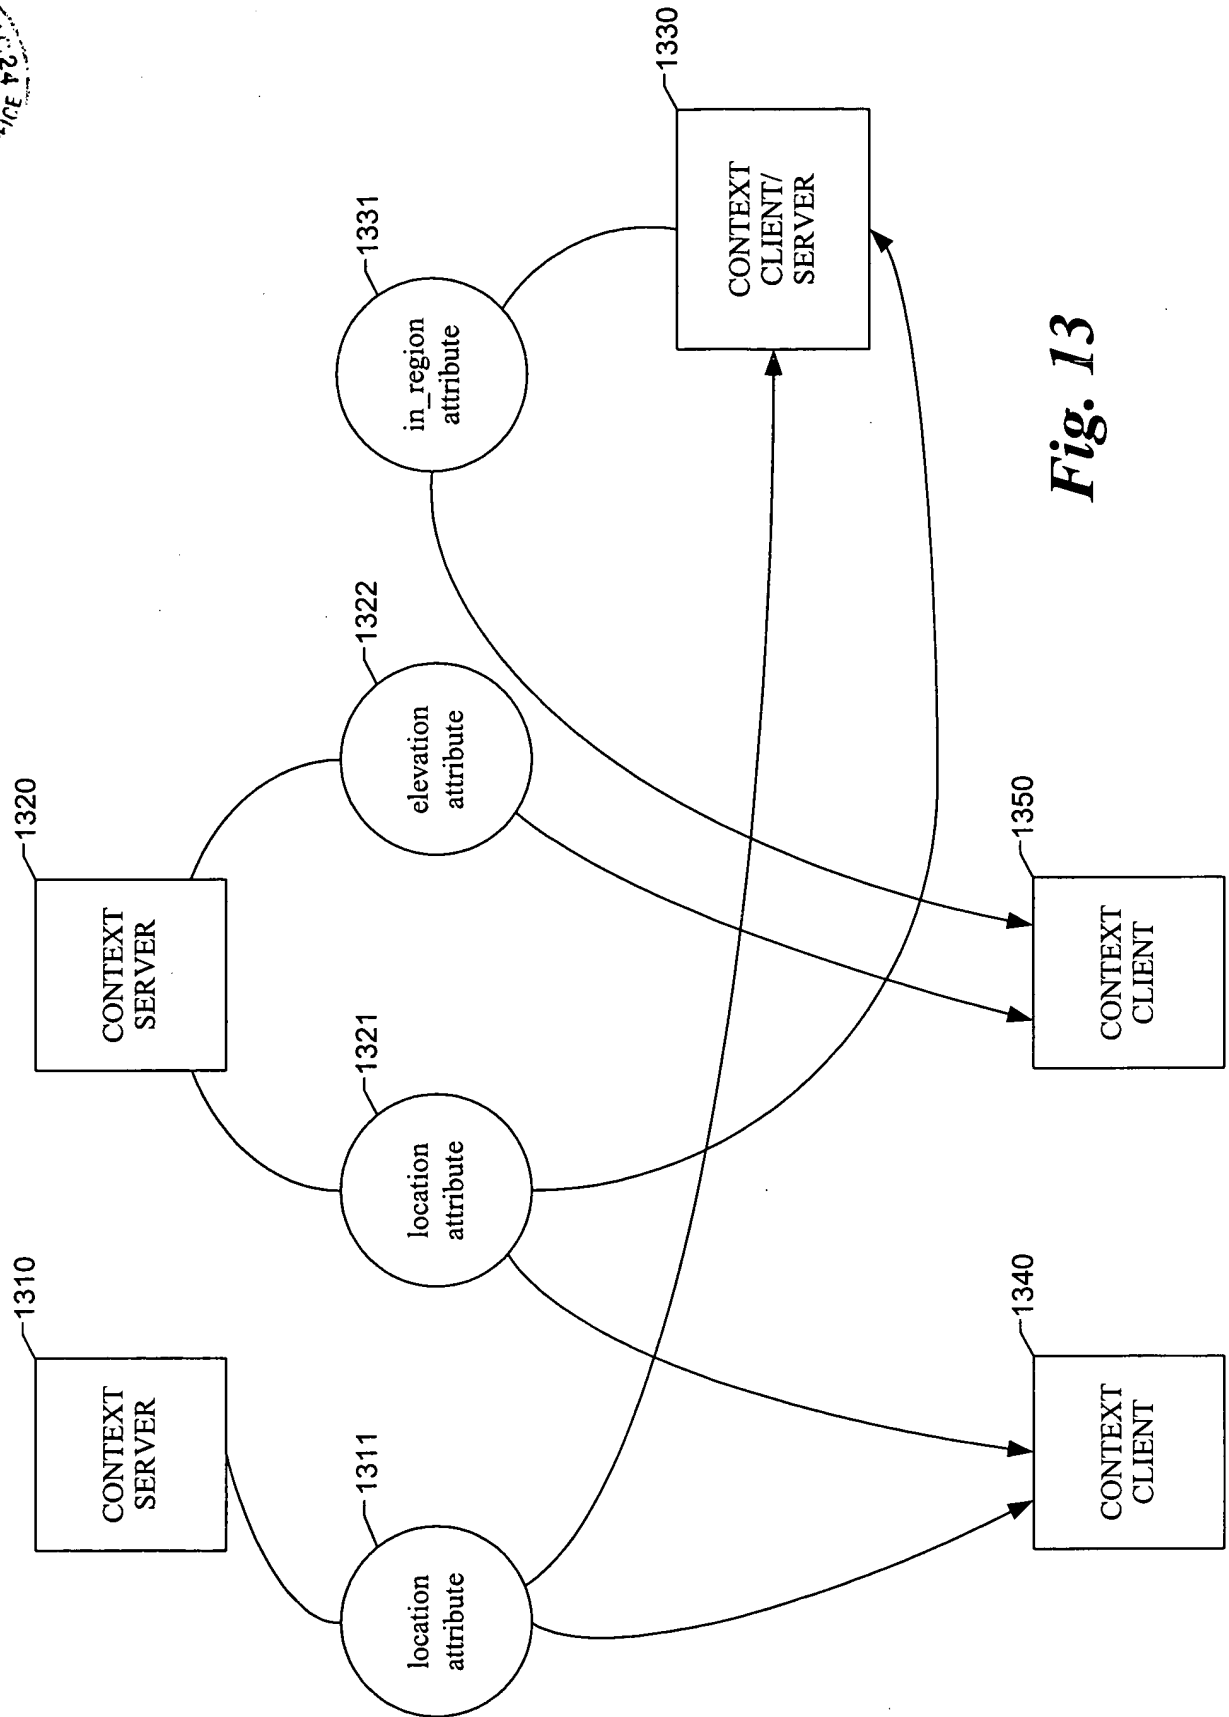 1310
CONTEXT
SERVER
1320
CONTEXT
SERVER
1311
location
attribute
1321
location
attribute
1322
elevation
attribute
1331
in_region
attribute
1330
CONTEXT
CLIENT/
SERVER
1340
CONTEXT
CLIENT
1350
CONTEXT
CLIENT
Fig. 13